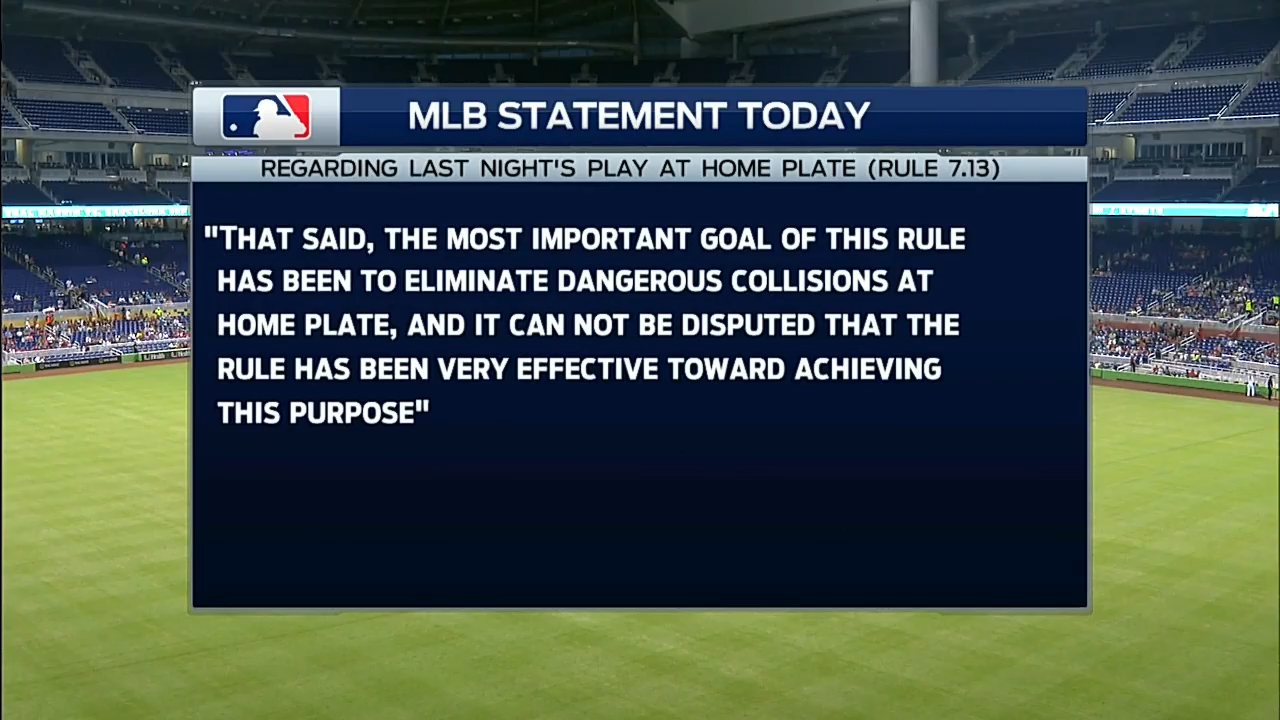 MLB STATEMENT TODAY
REGARDING LAST NIGHT'S PLAY AT HOME PLATE (RULE 7.13)
"THAT SAID, THE MOST IMPORTANT GOAL OF THIS RULE
HAS BEEN TO ELIMINATE DANGEROUS COLLISIONS AT
HOME PLATE, AND IT CAN NOT BE DISPUTED THAT THE
RULE HAS BEEN VERY EFFECTIVE TOWARD ACHIEVING
THIS PURPOSE"